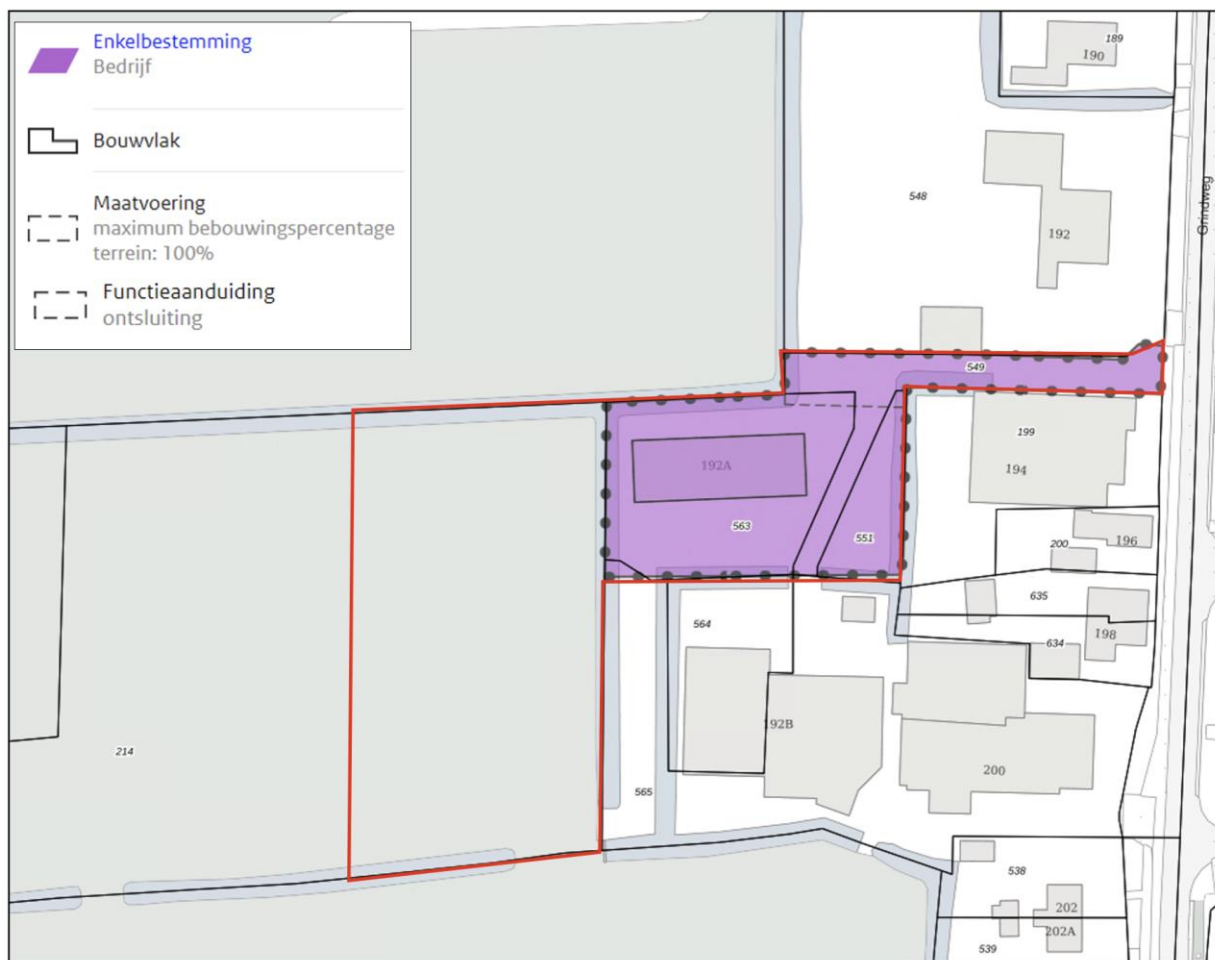 Enkelbestemming
Bedrijf
Bouwvlak
Maatvoering
maximum bebouwingspercentage
terrein: 100%
Functieaanduiding
ontsluiting
189
190
548
192
Grindweg
549
199
194
192A
563
551
200
196
635
564
198
634
192B
214
200
565
538
202
202A
539